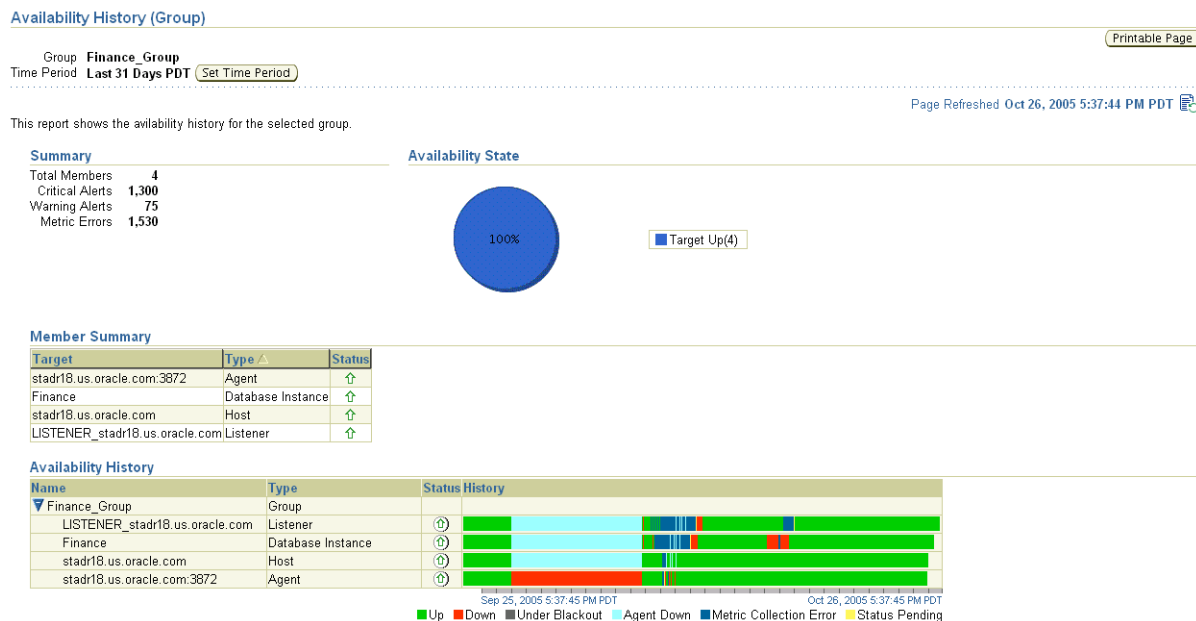 Availability History (Group)
Printable Page
Group Finance_Group
Time Period Last 31 Days PDT Set Time Period
Page Refreshed Oct 26, 2005 5:37:44 PM PDT
This report shows the avilability history for the selected group.
Summary
Total Members 4
Critical Alerts 1,300
Warning Alerts 75
Metric Errors 1,530
Availability State
100%
Target Up(4)
Member Summary
Target Type Status
stadr18.us.oracle.com:3872 Agent
Finance Database Instance
stadr18.us.oracle.com Host
LISTENER_stadr18.us.oracle.com Listener
Availability History
Name Type Status History
Finance_Group Group
LISTENER_stadr18.us.oracle.com Listener
Finance Database Instance
stadr18.us.oracle.com Host
stadr18.us.oracle.com:3872 Agent
Sep 25, 2005 5:37:45 PM PDT Oct 26, 2005 5:37:45 PM PDT
Up Down Under Blackout Agent Down Metric Collection Error Status Pending